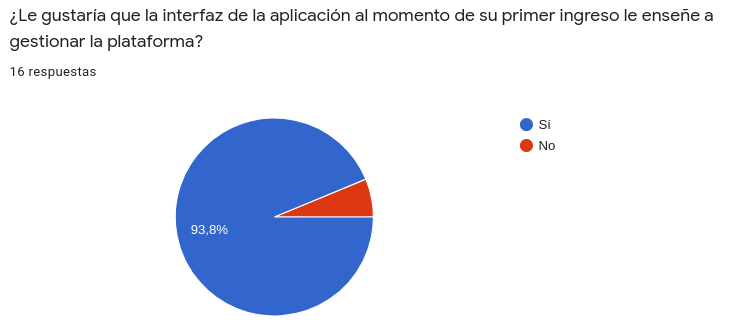 ¿Le gustaría que la interfaz de la aplicación al momento de su primer ingreso le enseñe a
gestionar la plataforma?
16 respuestas
Sí
No
93,8%